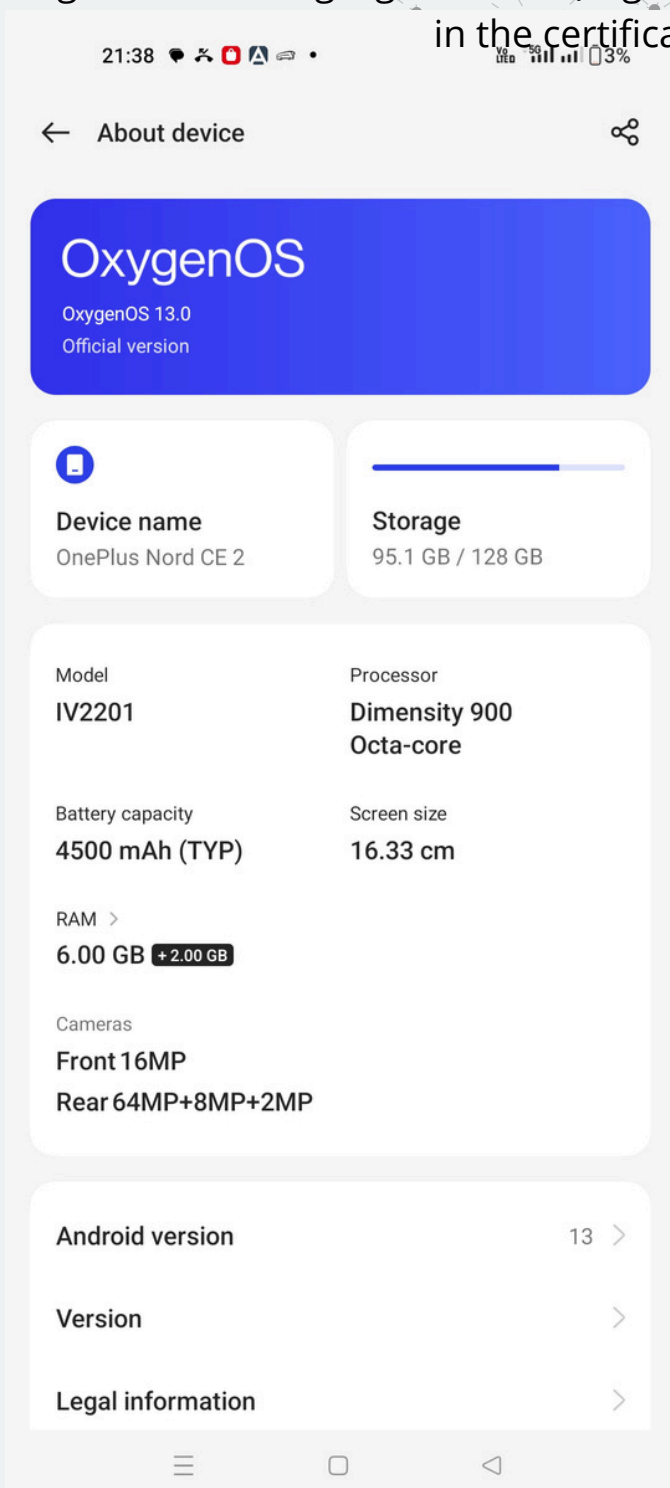 in the certifica
21:38 3%
About device
OxygenOS
OxygenOS 13.0
Official version
Device name
OnePlus Nord CE 2
Storage
95.1 GB / 128 GB
Model
IV2201
Processor
Dimensity 900
Octa-core
Battery capacity
4500 mAh (TYP)
Screen size
16.33 cm
RAM
6.00 GB + 2.00 GB
Cameras
Front 16MP
Rear 64MP+8MP+2MP
Android version 13
Version
Legal information